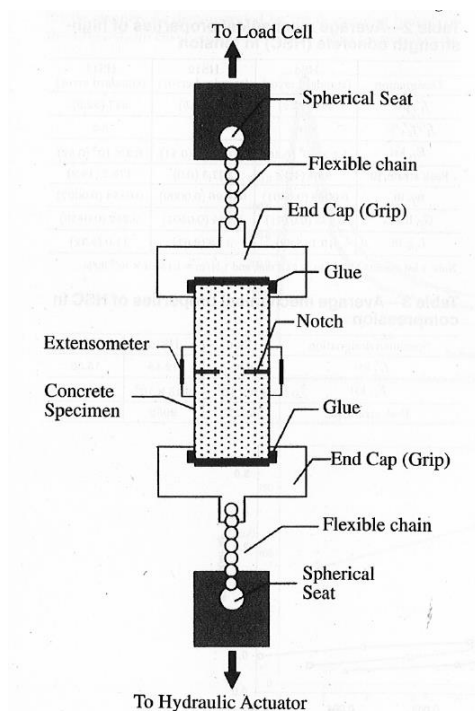 To Load Cell
Spherical Seat
Flexible chain
End Cap (Grip)
Glue
Notch
Extensometer
Concrete
Specimen
Glue
End Cap (Grip)
Flexible chain
Spherical
Seat
To Hydraulic Actuator